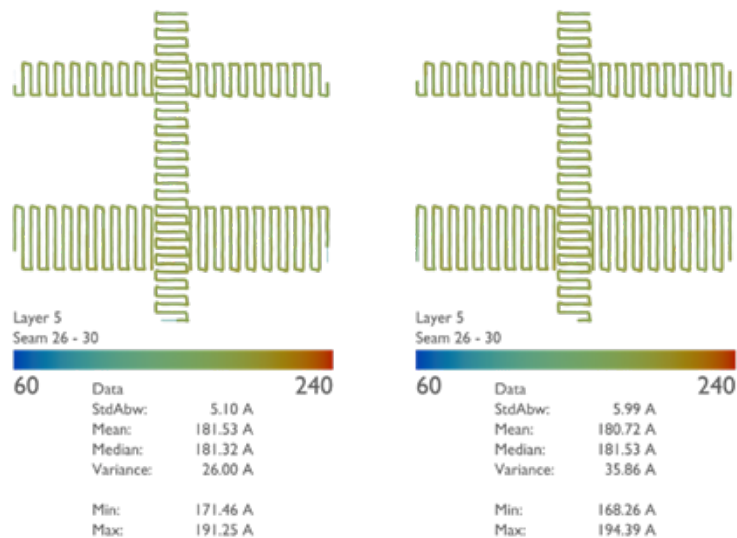 Layer 5
Seam 26 - 30
60 240
Data
StdAbw: 5.10 A
Mean: 181.53 A
Median: 181.32 A
Variance: 26.00 A
Min: 171.46 A
Max: 191.25 A
Layer 5
Seam 26 - 30
60 240
Data
StdAbw: 5.99 A
Mean: 180.72 A
Median: 181.53 A
Variance: 35.86 A
Min: 168.26 A
Max: 194.39 A